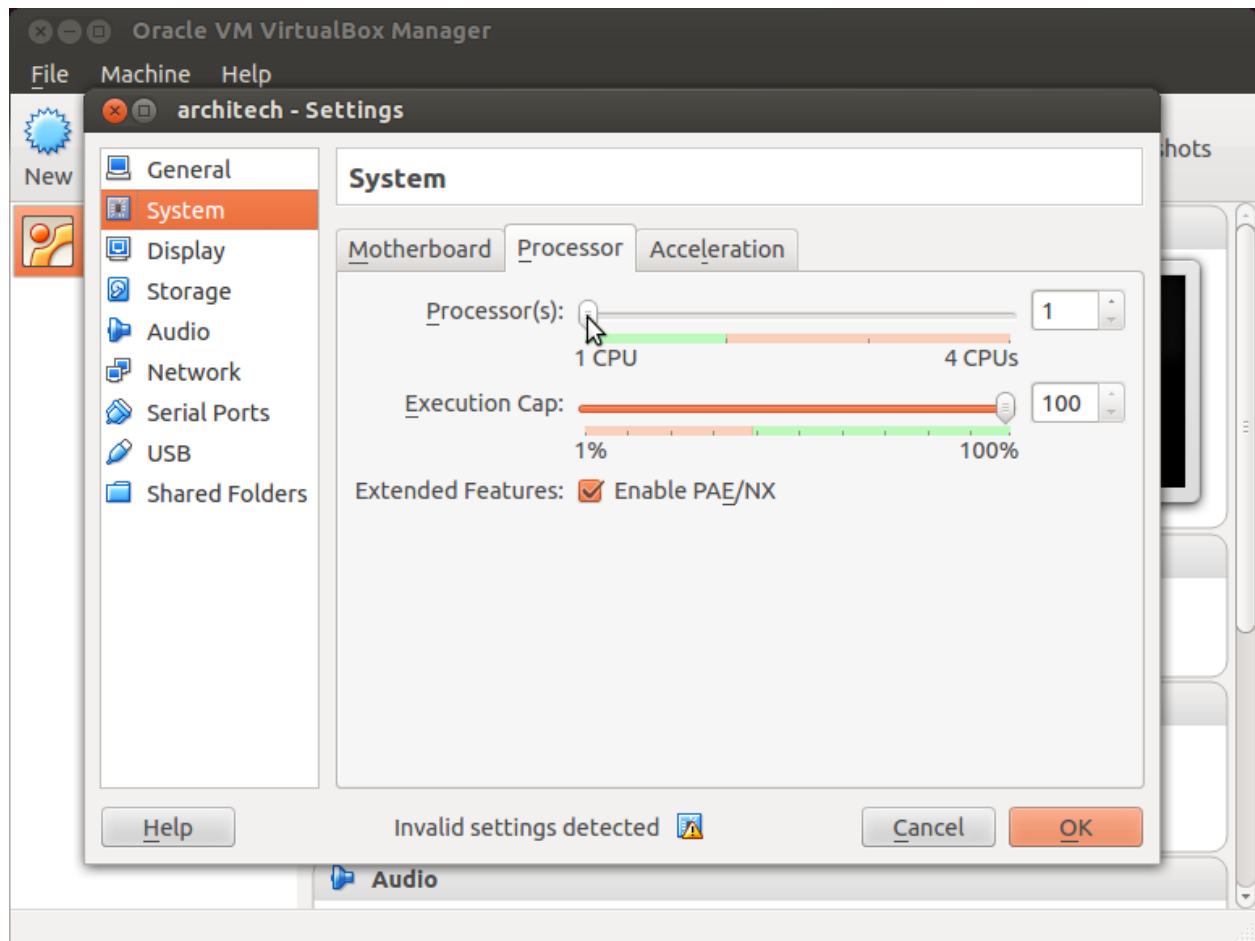 Oracle VM VirtualBox Manager
File Machine Help
architech - Settings
New
shots
General
System
Display
Storage
Audio
Network
Serial Ports
USB
Shared Folders
System
Motherboard Processor Acceleration
Processor(s): 1
1 CPU 4 CPUs
Execution Cap: 100
1% 100%
Extended Features: Enable PAE/NX
Help Invalid settings detected Cancel OK
Audio